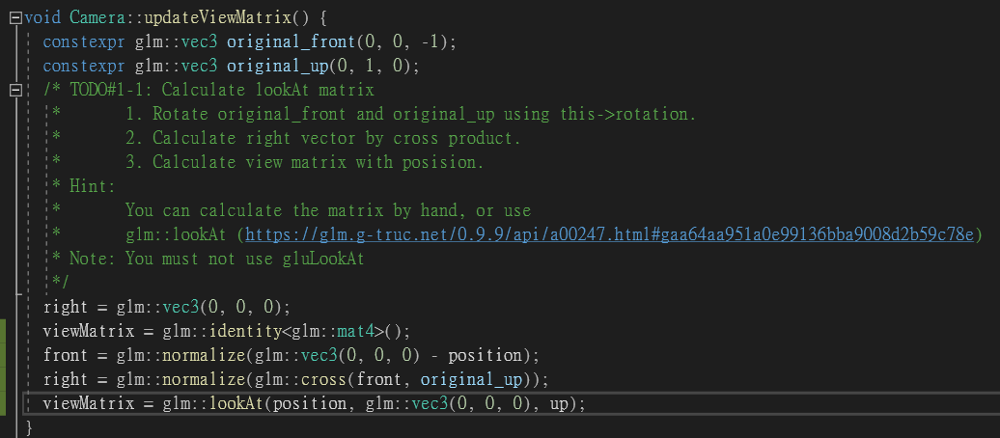 void Camera::updateViewMatrix() {
constexpr glm::vec3 original_front(0, 0, -1);
constexpr glm::vec3 original_up(0, 1, 0);
/* TODO#1-1: Calculate lookAt matrix
* 1. Rotate original_front and original_up using this->rotation.
* 2. Calculate right vector by cross product.
* 3. Calculate view matrix with posision.
* Hint:
* You can calculate the matrix by hand, or use
* glm::lookAt (https://glm.g-truc.net/0.9.9/api/a00247.html#gaa64aa951a0e99136bba9008d2b59c78e)
* Note: You must not use gluLookAt
*/
right = glm::vec3(0, 0, 0);
viewMatrix = glm::identity<glm::mat4>();
front = glm::normalize(glm::vec3(0, 0, 0) - position);
right = glm::normalize(glm::cross(front, original_up));
viewMatrix = glm::lookAt(position, glm::vec3(0, 0, 0), up);
}